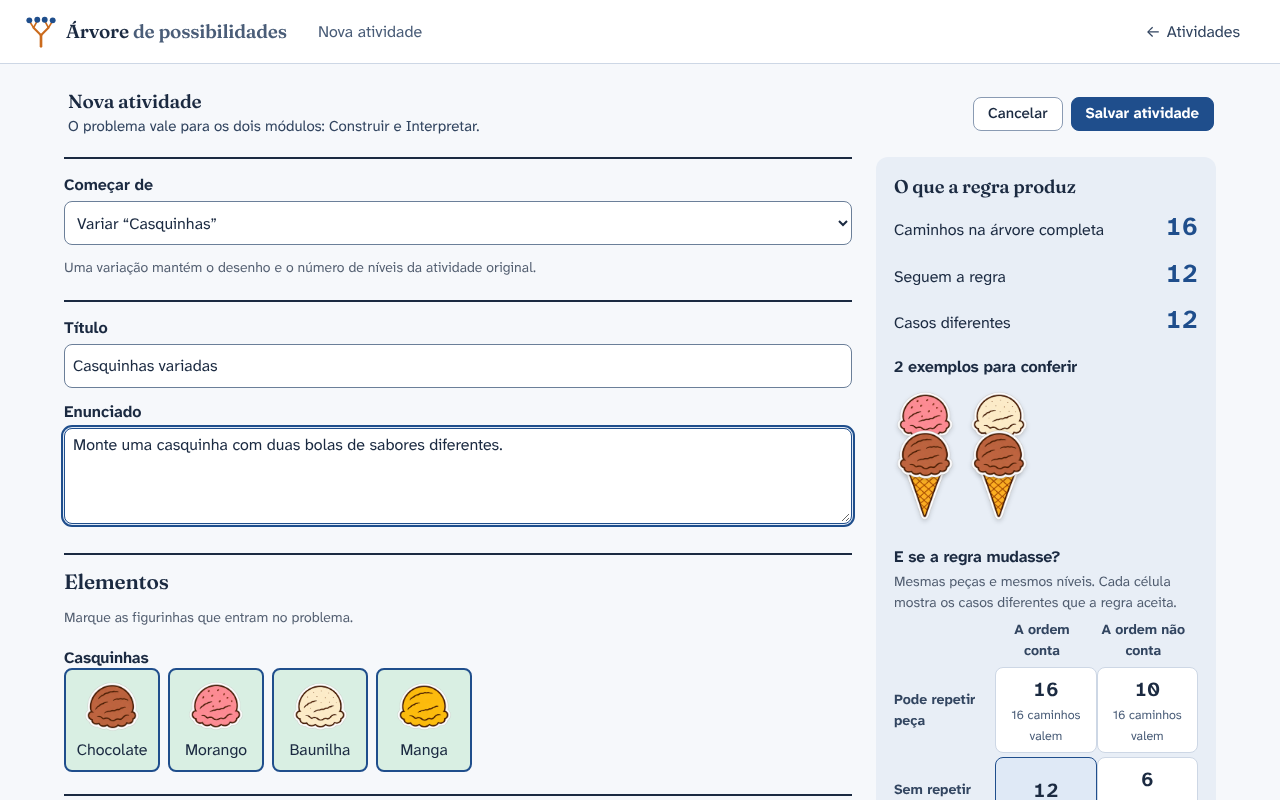 Árvore de possibilidades
Nova atividade
← Atividades
Nova atividade
O problema vale para os dois módulos: Construir e Interpretar.
Cancelar
Salvar atividade
Começar de
Variar “Casquinhas”
Uma variação mantém o desenho e o número de níveis da atividade original.
Título
Casquinhas variadas
Enunciado
Monte uma casquinha com duas bolas de sabores diferentes.
Elementos
Marque as figurinhas que entram no problema.
Casquinhas
Chocolate
Morango
Baunilha
Manga
O que a regra produz
Caminhos na árvore completa 16
Seguem a regra 12
Casos diferentes 12
2 exemplos para conferir
E se a regra mudasse?
Mesmas peças e mesmos níveis. Cada célula
mostra os casos diferentes que a regra aceita.
A ordem
conta
A ordem não
conta
Pode repetir
peça
16
16 caminhos
valem
10
16 caminhos
valem
Sem repetir
12
6